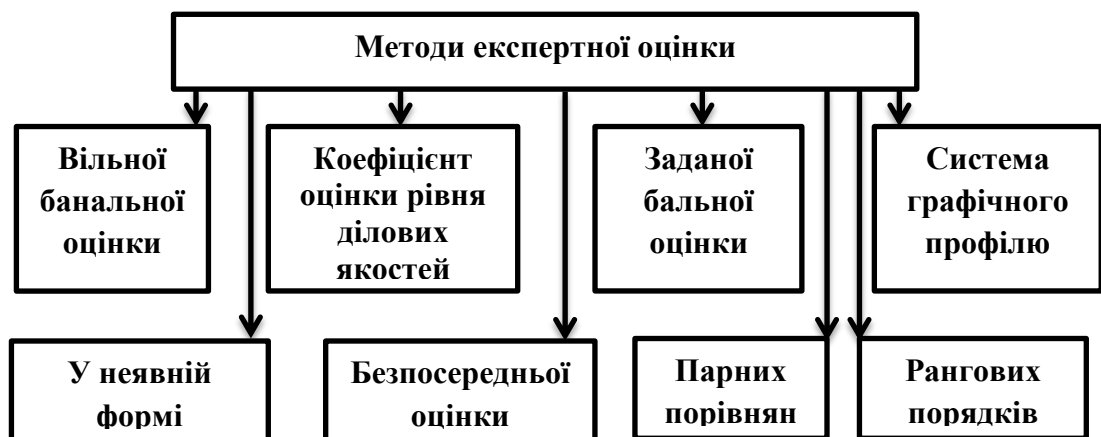 Методи експертної оцінки
Вільної
банальної
оцінки
Коефіцієнт
оцінки рівня
ділових
якостей
Заданої
бальної
оцінки
Система
графічного
профілю
У неявній
формі
Безпосередньої
оцінки
Парних
порівнян
Рангових
порядків